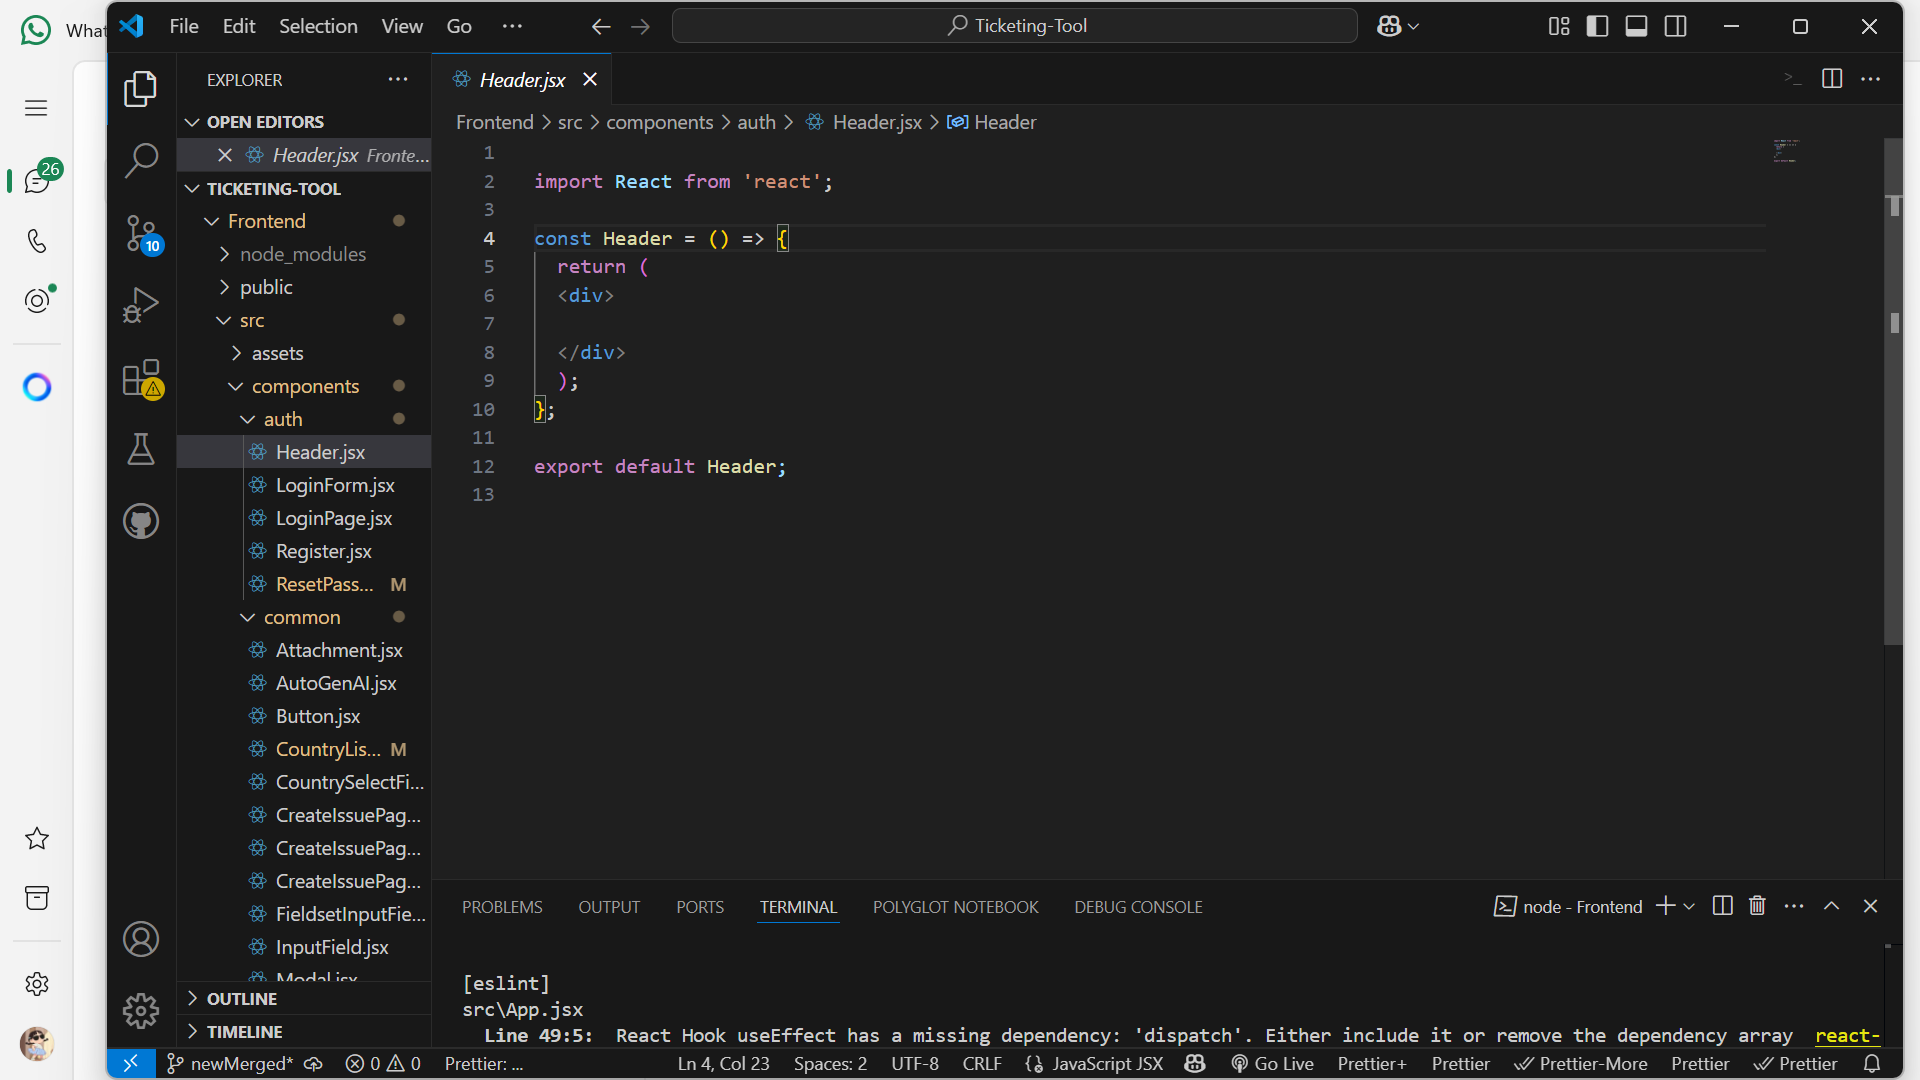 What
26
File Edit Selection View Go ···
Ticketing-Tool
EXPLORER
OPEN EDITORS
Header.jsx Fronte...
TICKETING-TOOL
Frontend
node_modules
public
src
assets
components
auth
Header.jsx
LoginForm.jsx
LoginPage.jsx
Register.jsx
ResetPass... M
common
Attachment.jsx
AutoGenAI.jsx
Button.jsx
CountryLis... M
CountrySelectFi...
CreateIssuePag...
CreateIssuePag...
CreateIssuePag...
FieldsetInputFie...
InputField.jsx
Modal.jsx
OUTLINE
TIMELINE
10
Header.jsx
Frontend > src > components > auth > Header.jsx > Header
1
2 import React from 'react';
3
4 const Header = () => {
5 return (
6 <div>
7
8 </div>
9 );
10 };
11
12 export default Header;
13
PROBLEMS OUTPUT PORTS TERMINAL POLYGLOT NOTEBOOK DEBUG CONSOLE
node - Frontend
[eslint]
src\App.jsx
Line 49:5: React Hook useEffect has a missing dependency: 'dispatch'. Either include it or remove the dependency array react-
newMerged* 0 0 Prettier: ... Ln 4, Col 23 Spaces: 2 UTF-8 CRLF {} JavaScript JSX Go Live Prettier+ Prettier Prettier-More Prettier Prettier